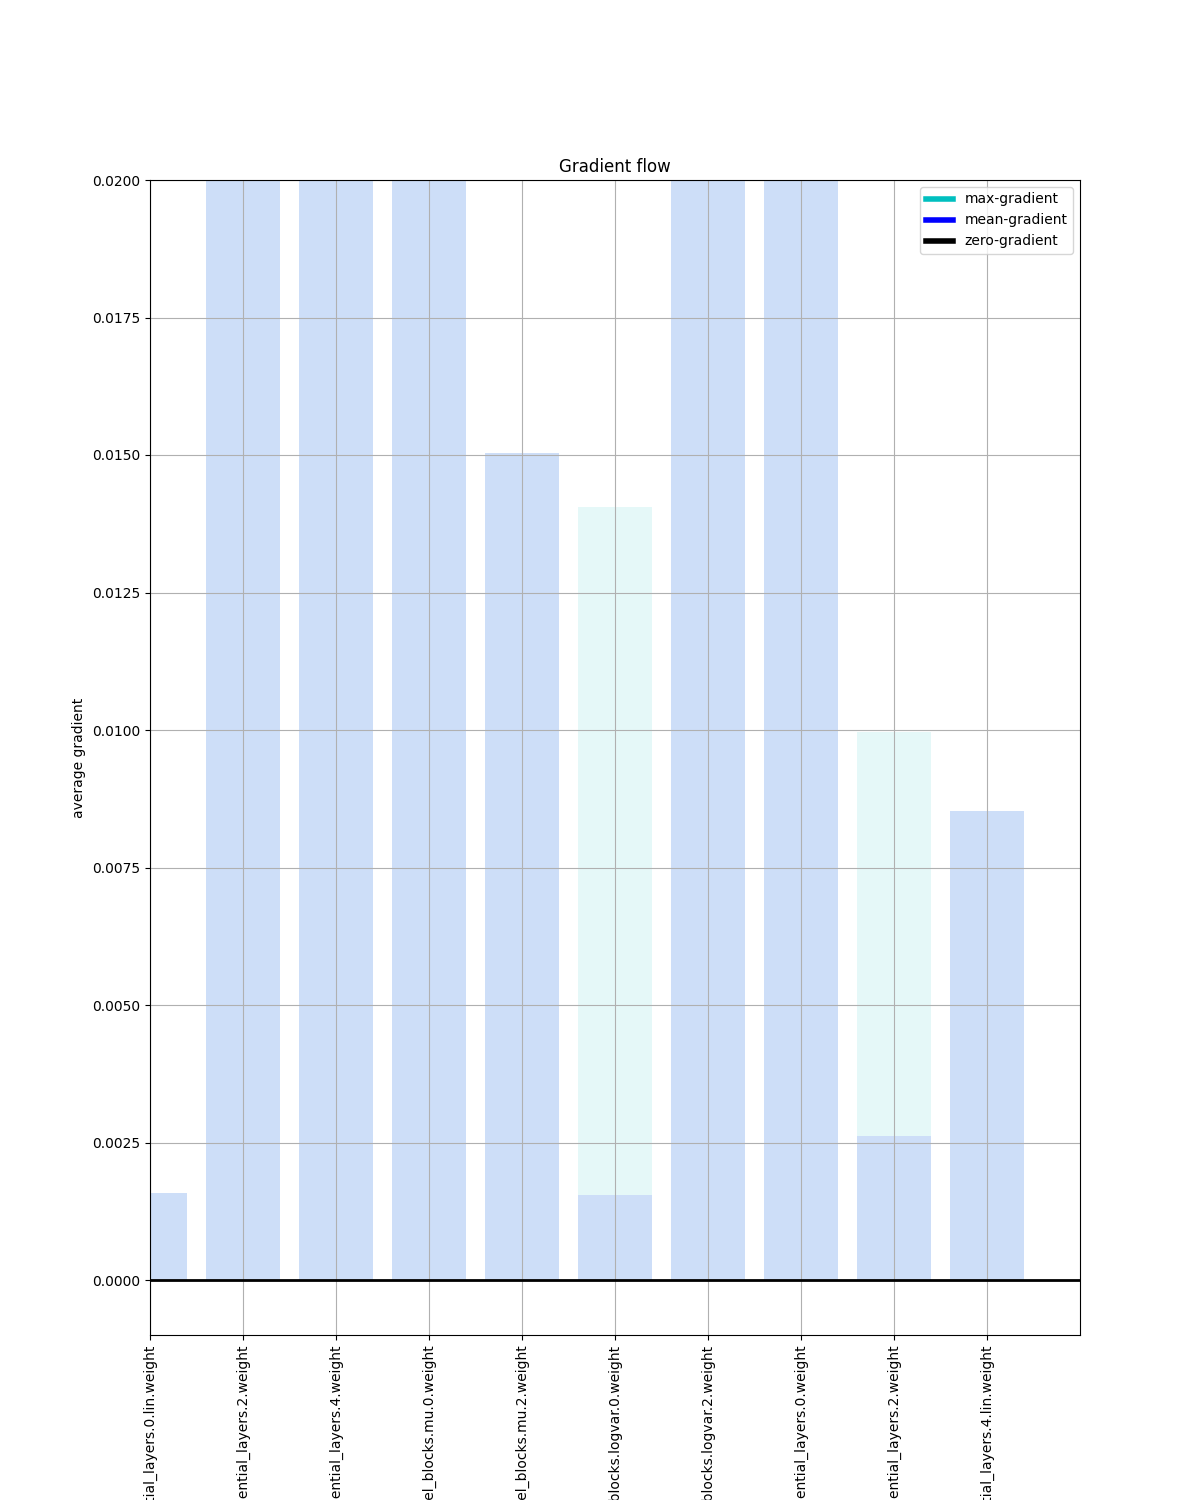 Gradient flow
max-gradient
mean-gradient
zero-gradient
0.0200
0.0175
0.0150
0.0125
0.0100
0.0075
0.0050
0.0025
0.0000
average gradient
tial_layers.0.lin.weight
ential_layers.2.weight
ential_layers.4.weight
el_blocks.mu.0.weight
el_blocks.mu.2.weight
blocks.logvar.0.weight
blocks.logvar.2.weight
ential_layers.0.weight
ential_layers.2.weight
tial_layers.4.lin.weight